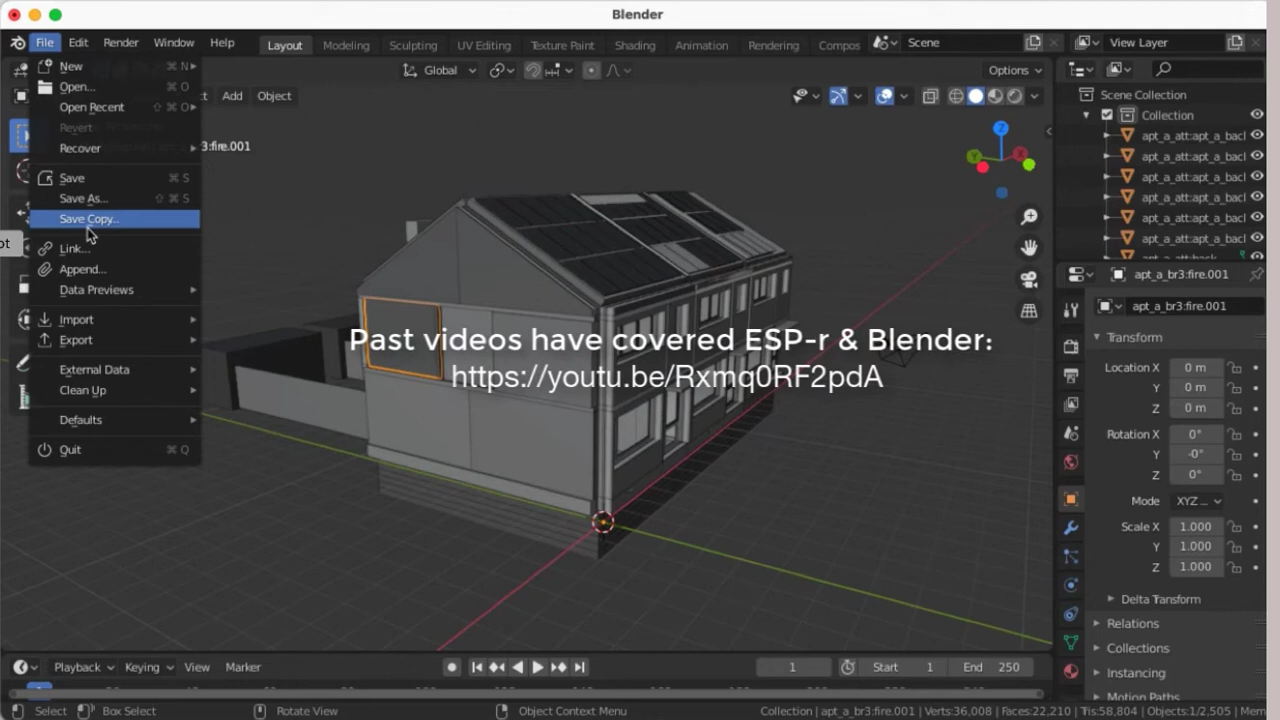 Blender
File Edit Render Window Help Layout Modeling Sculpting UV Editing Texture Paint Shading Animation Rendering Compos Scene View Layer
Global Options
Add Object
New ⌘ N
Open... ⌘ O
Open Recent ⇧ ⌘ O
Revert
Recover
Save ⌘ S
Save As... ⇧ ⌘ S
Save Copy...
Link...
Append...
Data Previews
Import
Export
External Data
Clean Up
Defaults
Quit ⌘ Q
3:fire.001
Z
Y
X
Past videos have covered ESP-r & Blender:
https://youtu.be/Rxmq0RF2pdA
Scene Collection
Collection
apt_a_att:apt_a_bacl
apt_a_att:apt_a_bacl
apt_a_att:apt_a_bacl
apt_a_att:apt_a_bacl
apt_a_att:apt_a_bacl
apt_a_att:apt_a_bacl
apt_a_br3:fire.001
apt_a_br3:fire.001
Transform
Location X 0 m
Y 0 m
Z 0 m
Rotation X 0°
Y -0°
Z 0°
Mode XYZ ...
Scale X 1.000
Y 1.000
Z 1.000
Delta Transform
Relations
Collections
Instancing
Motion Paths
Playback Keying View Marker 1 Start 1 End 250
Select Box Select Rotate View Object Context Menu Collection | apt_a_br3:fire.001 | Verts:36,008 | Faces:22,210 | Tris:58,804 | Objects:1/2,505 | Mem